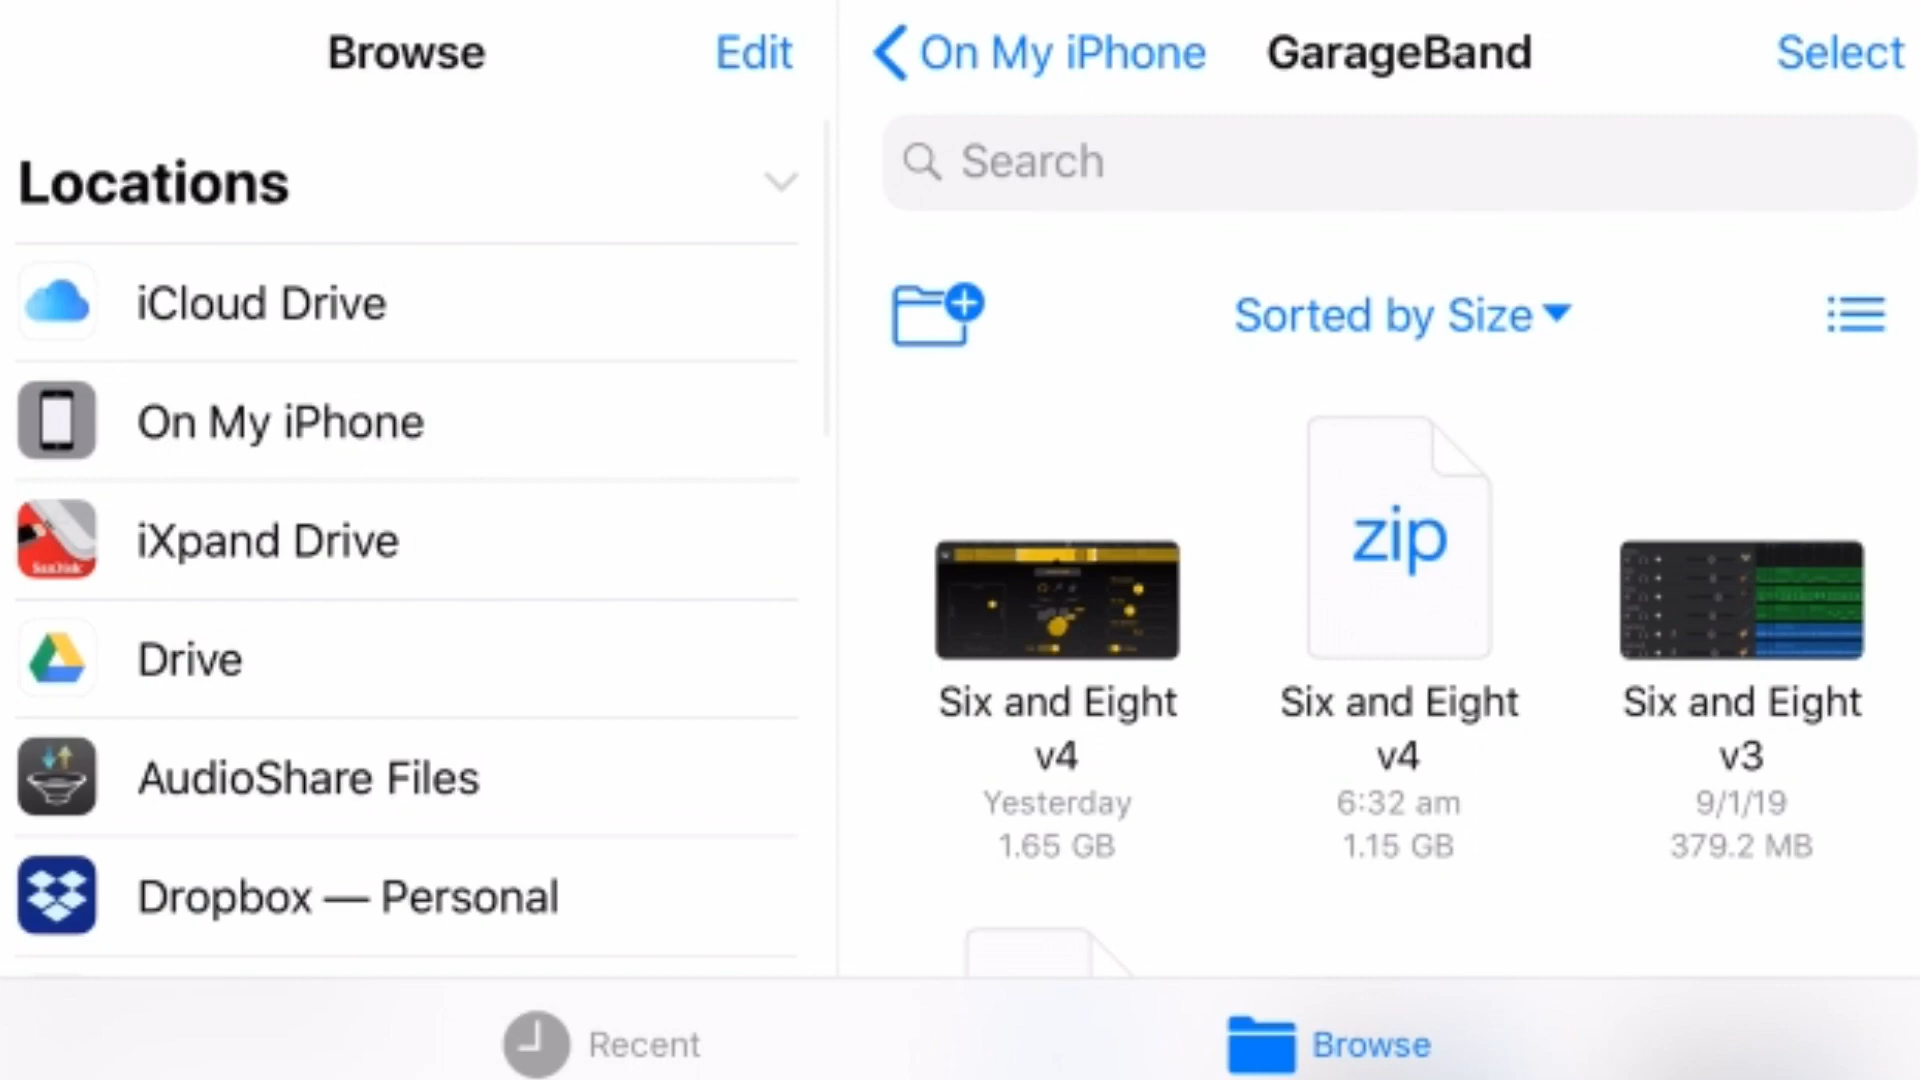 Browse
Edit
Locations
iCloud Drive
On My iPhone
iXpand Drive
SanDisk
Drive
AudioShare Files
Dropbox — Personal
On My iPhone
GarageBand
Select
Search
Sorted by Size
zip
Six and Eight
v4
Yesterday
1.65 GB
Six and Eight
v4
6:32 am
1.15 GB
Six and Eight
v3
9/1/19
379.2 MB
Recent
Browse